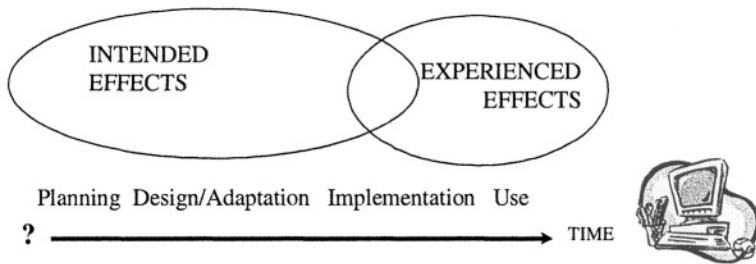 INTENDED
EFFECTS
EXPERIENCED
EFFECTS
Planning Design/Adaptation Implementation Use
? TIME